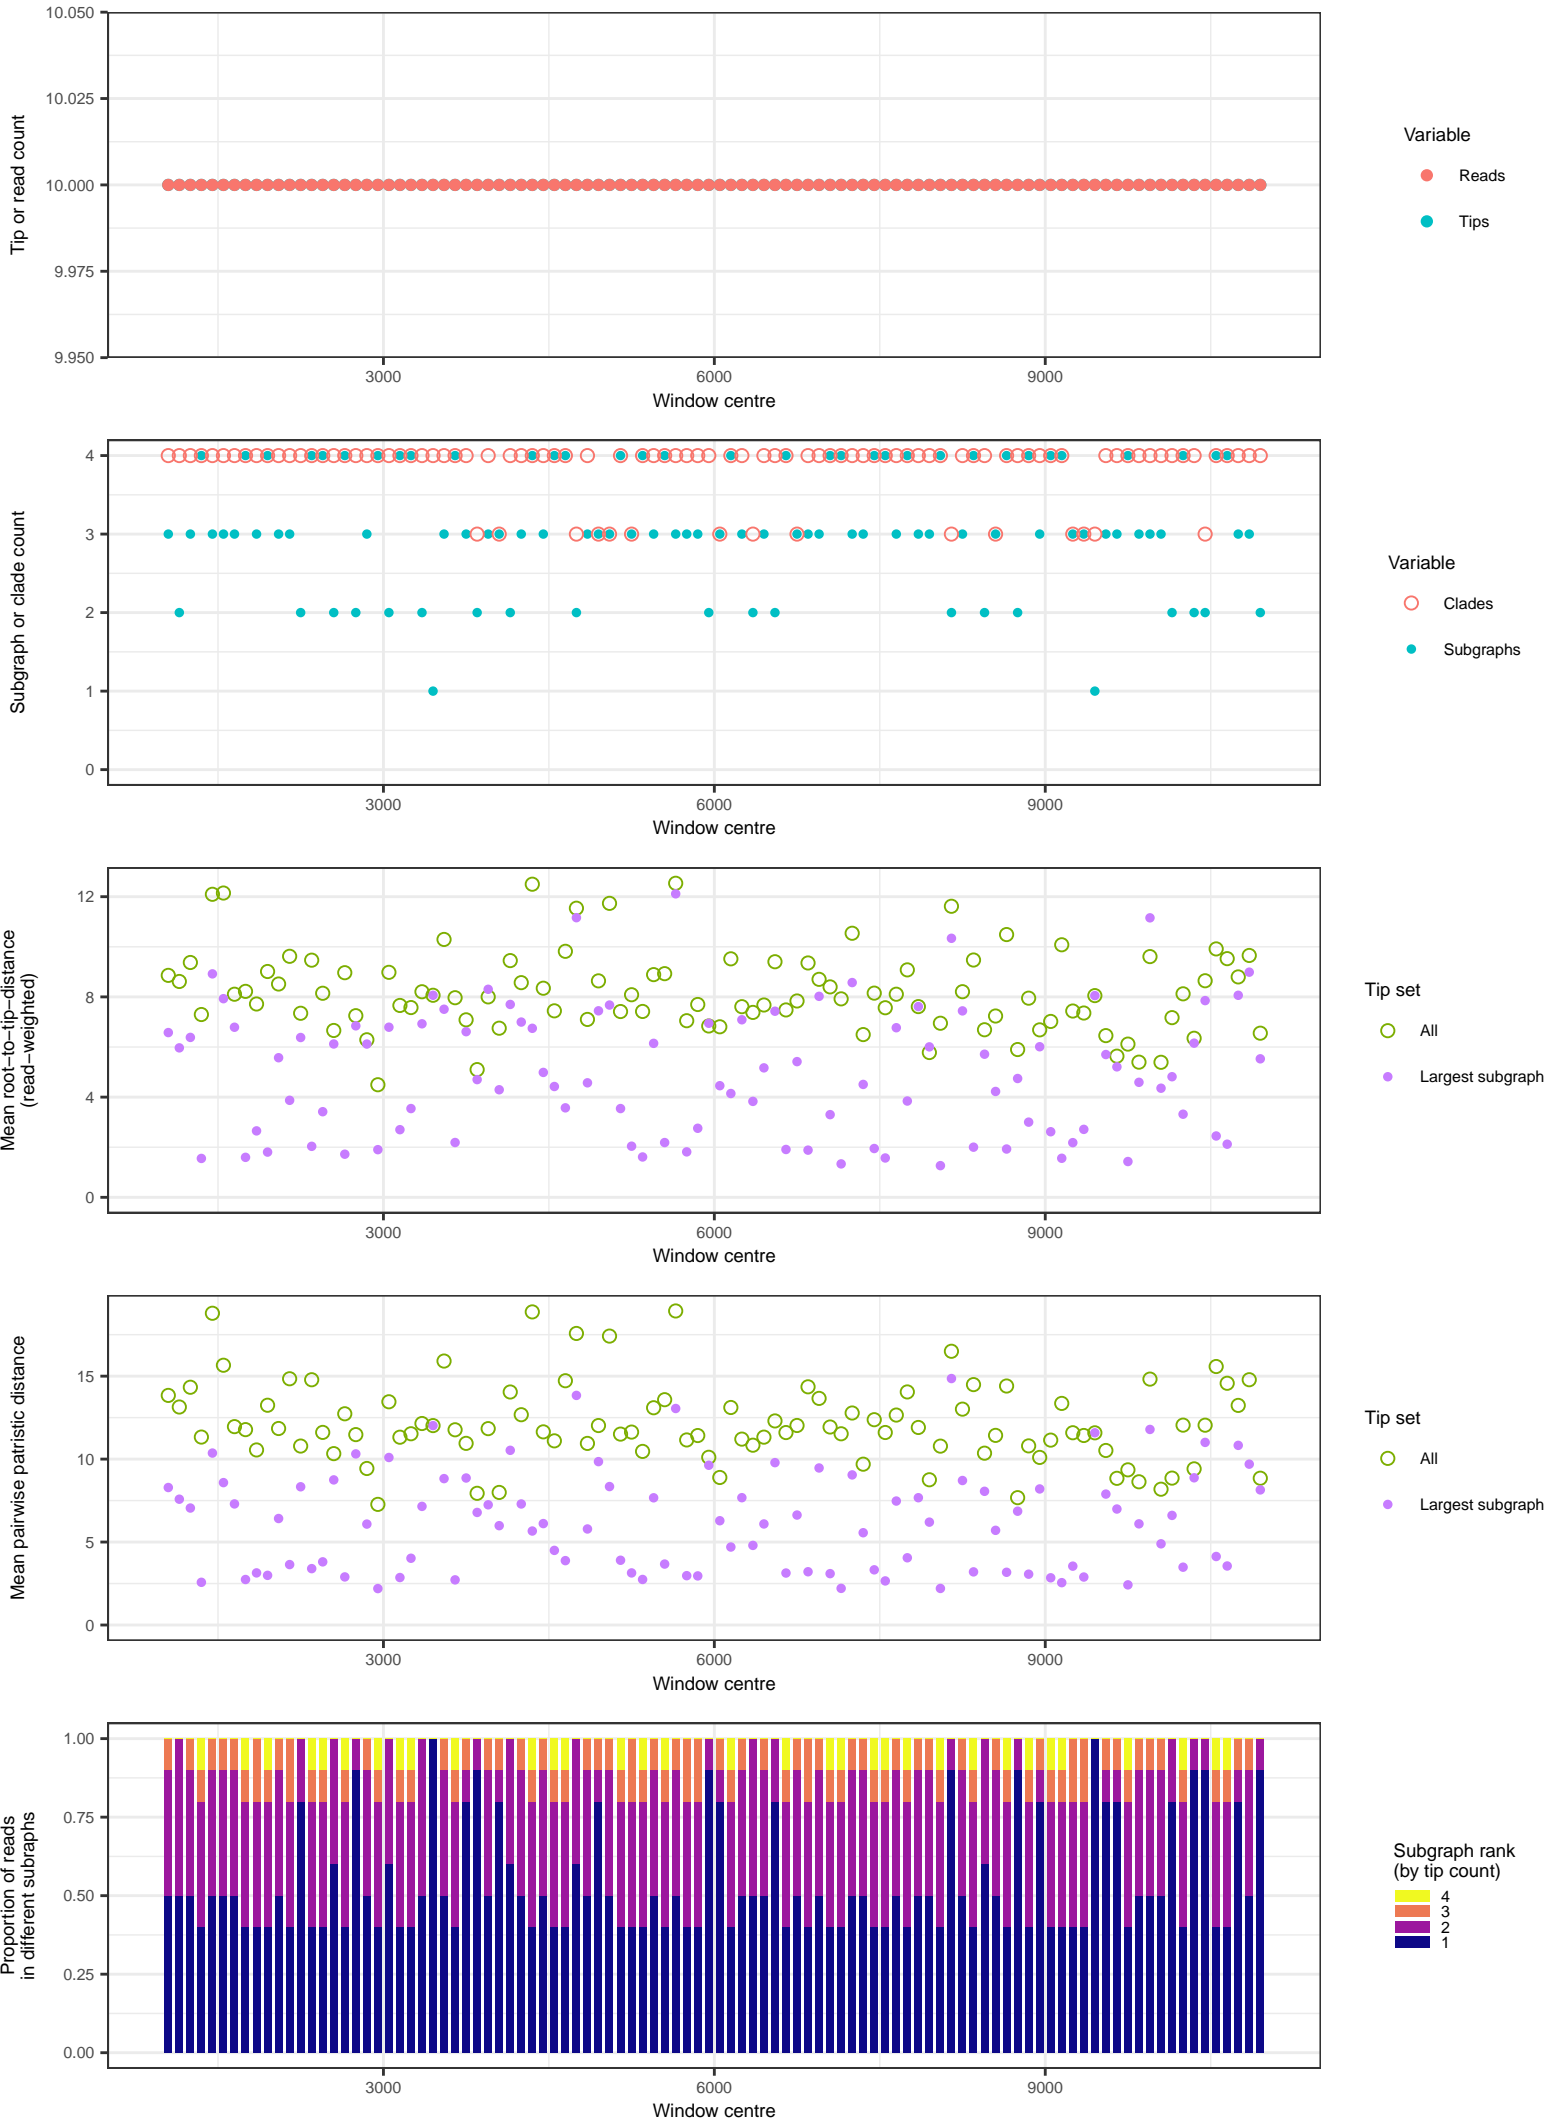 10.050
10.025
10.000
9.975
9.950
Tip or read count
3000
6000
9000
Window centre
Variable
Reads
Tips
4
3
2
1
0
Subgraph or clade count
3000
6000
9000
Window centre
Variable
Clades
Subgraphs
12
8
4
0
Mean root−to−tip−distance
(read−weighted)
3000
6000
9000
Window centre
Tip set
All
Largest subgraph
15
10
5
0
Mean pairwise patristic distance
3000
6000
9000
Window centre
Tip set
All
Largest subgraph
1.00
0.75
0.50
0.25
0.00
Proportion of reads
in different subraphs
3000
6000
9000
Window centre
Subgraph rank
(by tip count)
4
3
2
1